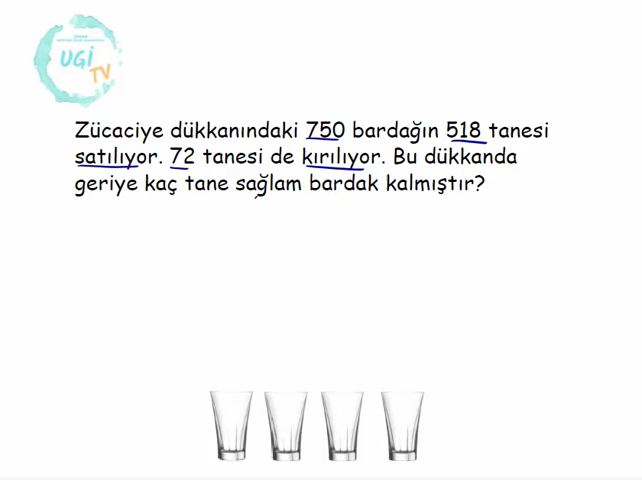 UGİ
TV
Zücaciye dükkanındaki 750 bardağın 518 tanesi
satılıyor. 72 tanesi de kırılıyor. Bu dükkanda
geriye kaç tane sağlam bardak kalmıştır?